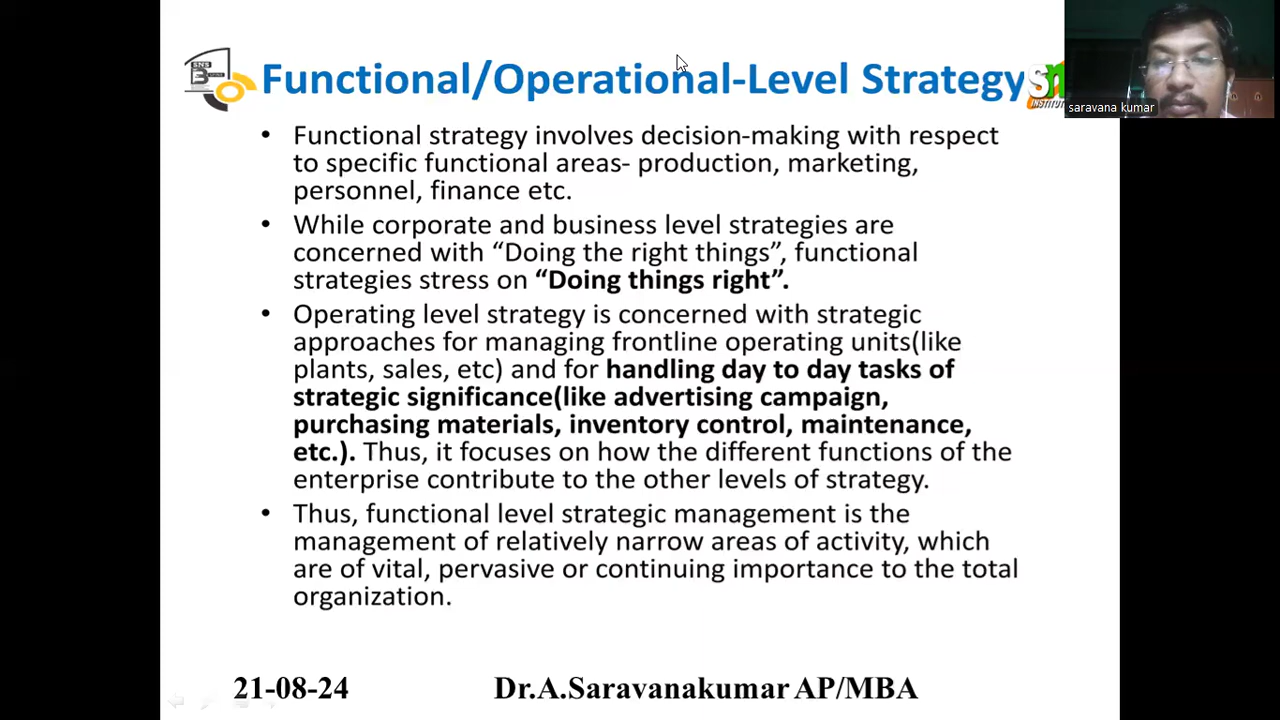 SNS
B
Functional/Operational-Level Strategy
saravana kumar
• Functional strategy involves decision-making with respect
to specific functional areas- production, marketing,
personnel, finance etc.
• While corporate and business level strategies are
concerned with “Doing the right things”, functional
strategies stress on “Doing things right”.
• Operating level strategy is concerned with strategic
approaches for managing frontline operating units(like
plants, sales, etc) and for handling day to day tasks of
strategic significance(like advertising campaign,
purchasing materials, inventory control, maintenance,
etc.). Thus, it focuses on how the different functions of the
enterprise contribute to the other levels of strategy.
• Thus, functional level strategic management is the
management of relatively narrow areas of activity, which
are of vital, pervasive or continuing importance to the total
organization.
21-08-24
Dr.A.Saravanakumar AP/MBA